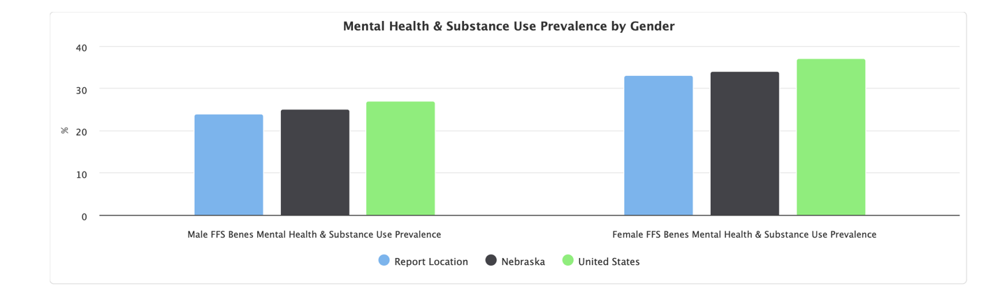 Mental Health & Substance Use Prevalence by Gender
40
30
20
10
0
%
Male FFS Benes Mental Health & Substance Use Prevalence
Female FFS Benes Mental Health & Substance Use Prevalence
Report Location
Nebraska
United States